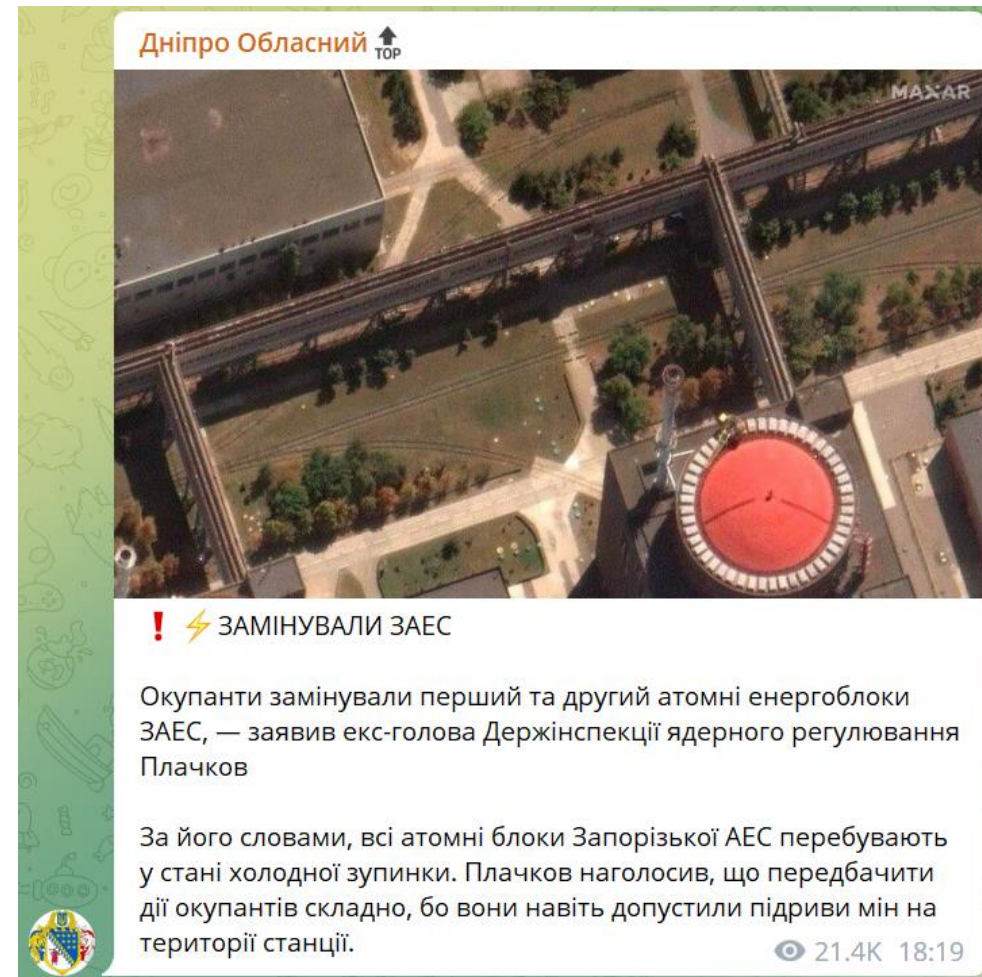 Дніпро Обласний 🔝
MAXAR
❗️ ⚡️ЗАМІНУВАЛИ ЗАЕС
Окупанти замінували перший та другий атомні енергоблоки
ЗАЕС, — заявив екс-голова Держінспекції ядерного регулювання
Плачков
За його словами, всі атомні блоки Запорізької АЕС перебувають
у стані холодної зупинки. Плачков наголосив, що передбачити
дії окупантів складно, бо вони навіть допустили підриви мін на
території станції.
21.4K 18:19